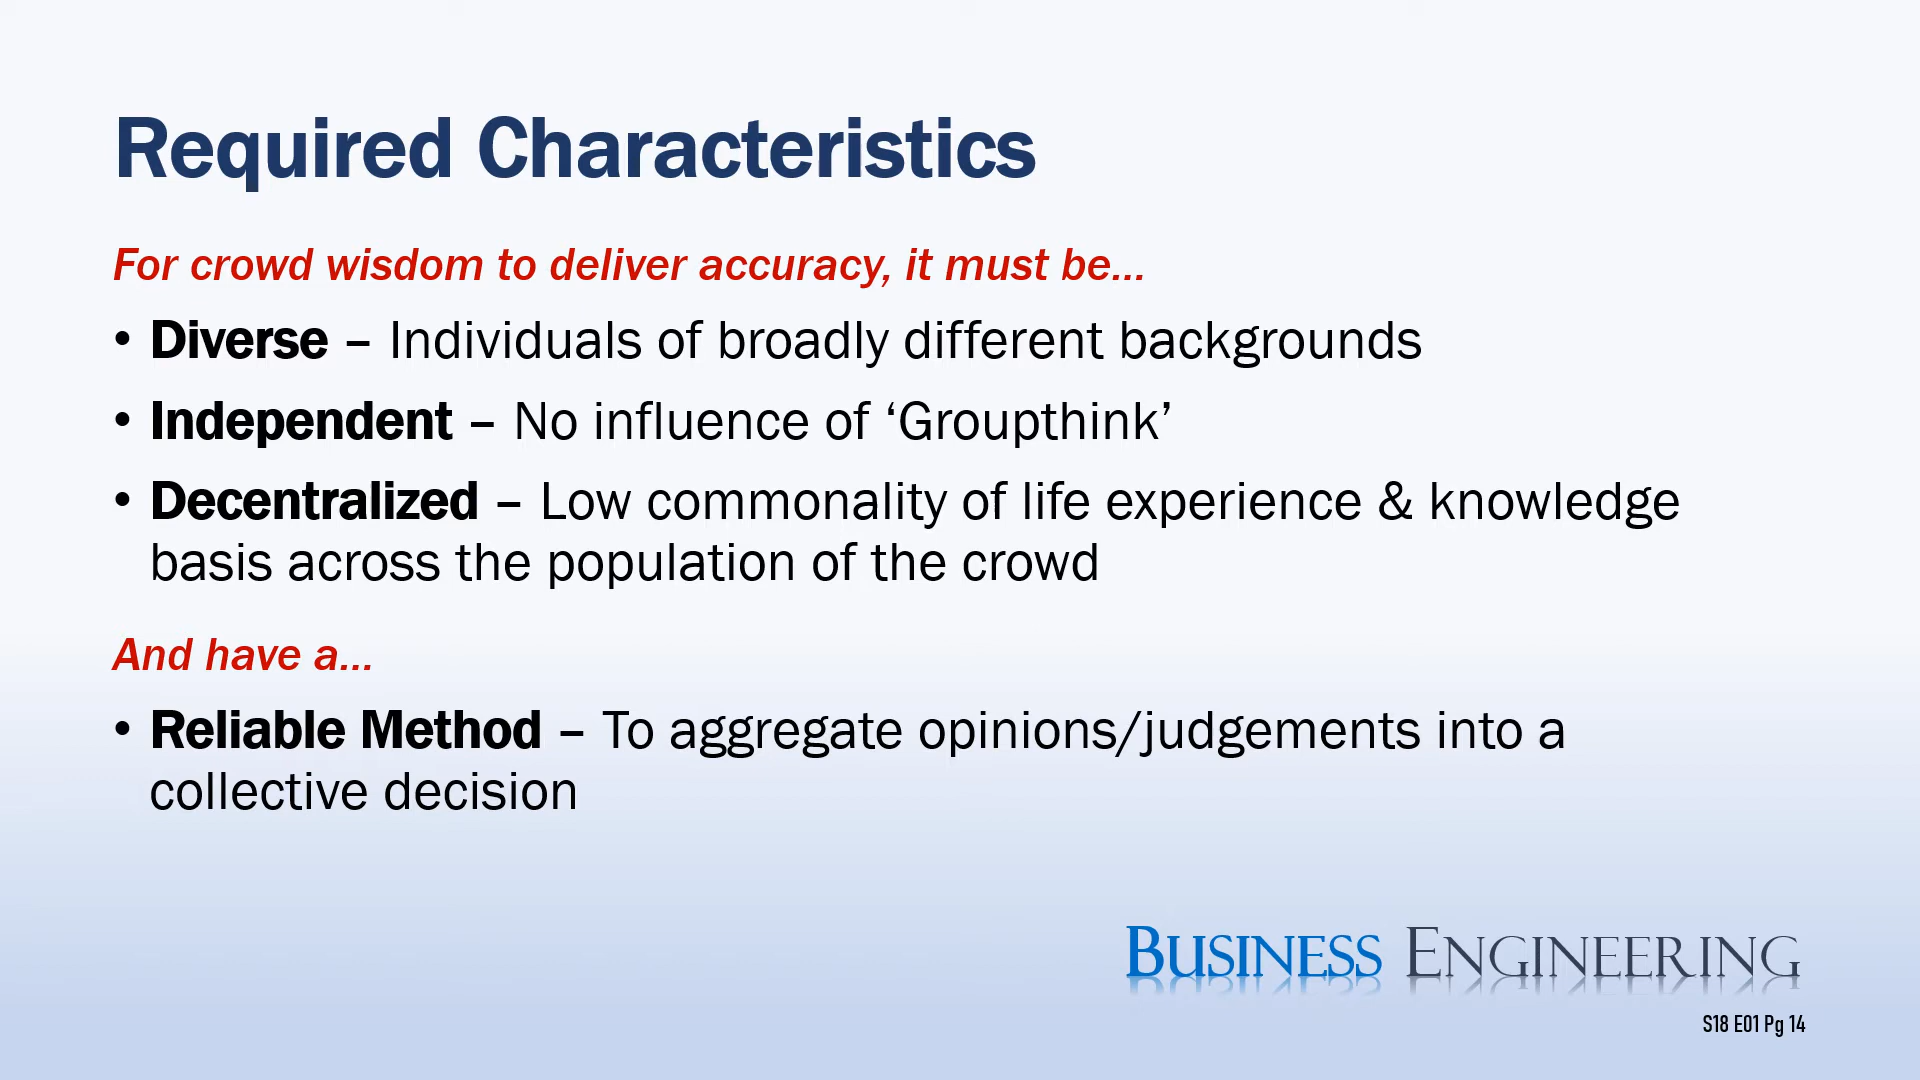 Required Characteristics
For crowd wisdom to deliver accuracy, it must be...
• Diverse – Individuals of broadly different backgrounds
• Independent – No influence of ‘Groupthink’
• Decentralized – Low commonality of life experience & knowledge
basis across the population of the crowd
And have a...
• Reliable Method – To aggregate opinions/judgements into a
collective decision
BUSINESS ENGINEERING
S18 E01 Pg 14